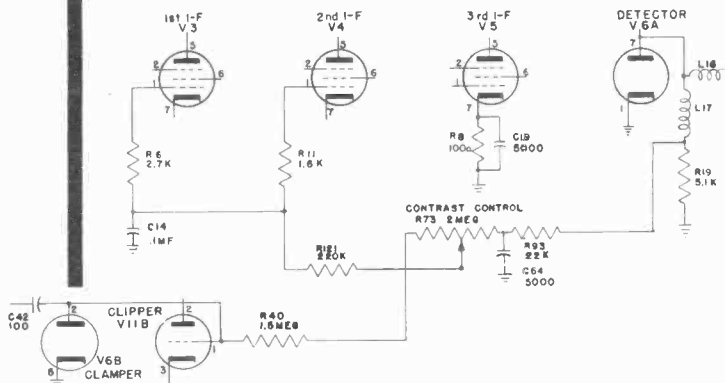 1st I-F
V3
2nd I-F
V4
3rd I-F
V5
DETECTOR
V6A
5
2
1
6
7
5
2
1
6
7
5
2
1
6
7
7
1
L16
L17
R6
2.7K
R11
1.6K
R8
100Ω
C19
5000
R19
5.1K
C14
.1MF
CONTRAST CONTROL
R73 2MEG
R121
220K
R93
22K
C64
5000
C42
100
2
CLIPPER
V11B
2
R40
1.5MEG
1
V6B
CLAMPER
6
3